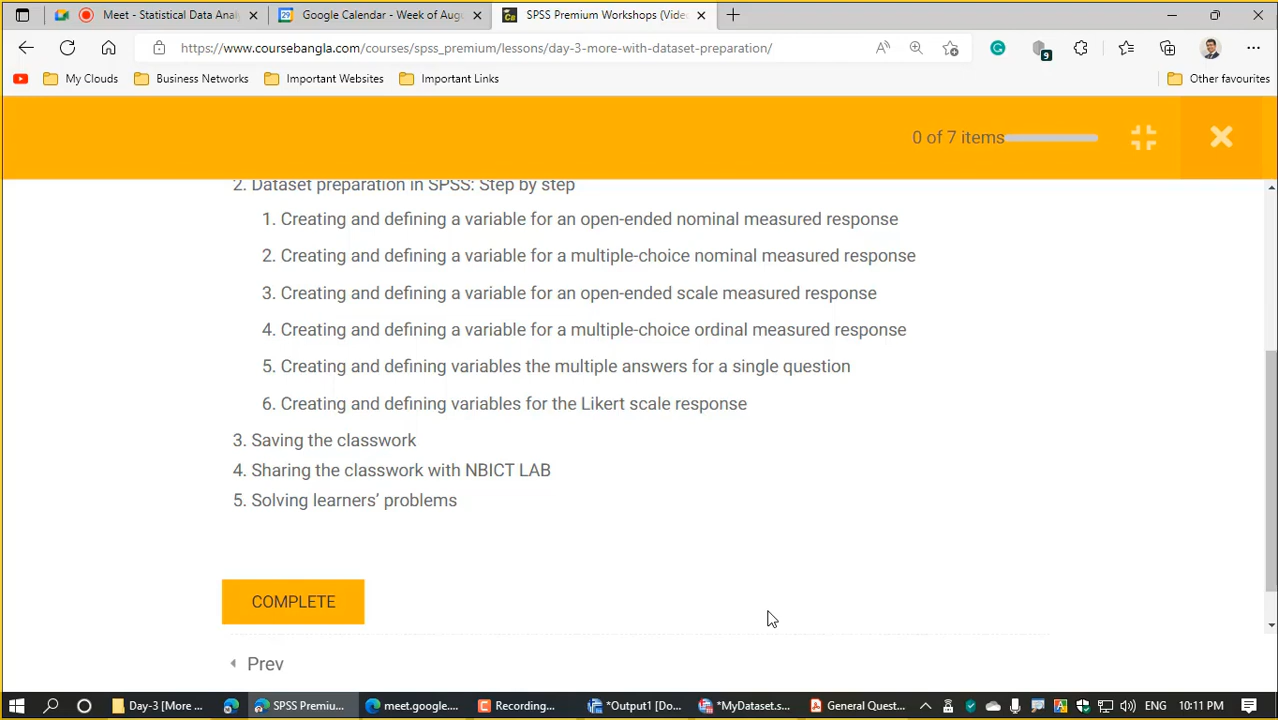 Meet - Statistical Data Anal
Google Calendar - Week of Aug
SPSS Premium Workshops (Vide
https://www.coursebangla.com/courses/spss_premium/lessons/day-3-more-with-dataset-preparation/
9
My Clouds
Business Networks
Important Websites
Important Links
Other favourites
0 of 7 items
2. Dataset preparation in SPSS: Step by step
1. Creating and defining a variable for an open-ended nominal measured response
2. Creating and defining a variable for a multiple-choice nominal measured response
3. Creating and defining a variable for an open-ended scale measured response
4. Creating and defining a variable for a multiple-choice ordinal measured response
5. Creating and defining variables the multiple answers for a single question
6. Creating and defining variables for the Likert scale response
3. Saving the classwork
4. Sharing the classwork with NBICT LAB
5. Solving learners’ problems
COMPLETE
Prev
Day-3 [More ...
SPSS Premiu...
meet.google....
Recording...
*Output1 [Do...
*MyDataset.s...
General Quest...
ENG
10:11 PM